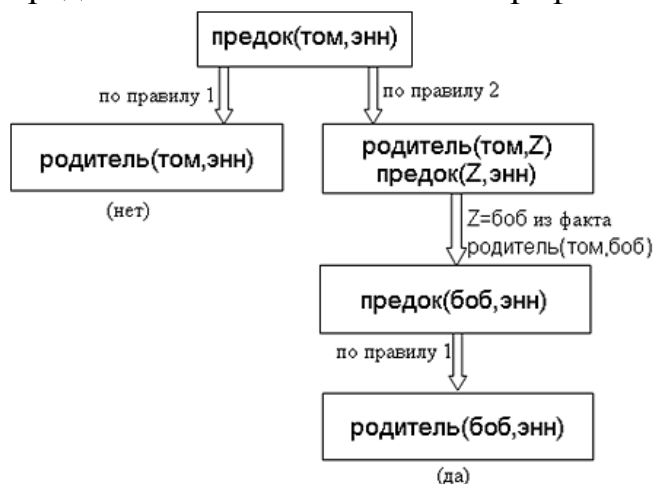 предок(том,энн)
по правилу 1
по правилу 2
родитель(том,энн)
(нет)
родитель(том,Z)
предок(Z,энн)
Z=боб из факта
родитель(том,боб)
предок(боб,энн)
по правилу 1
родитель(боб,энн)
(да)